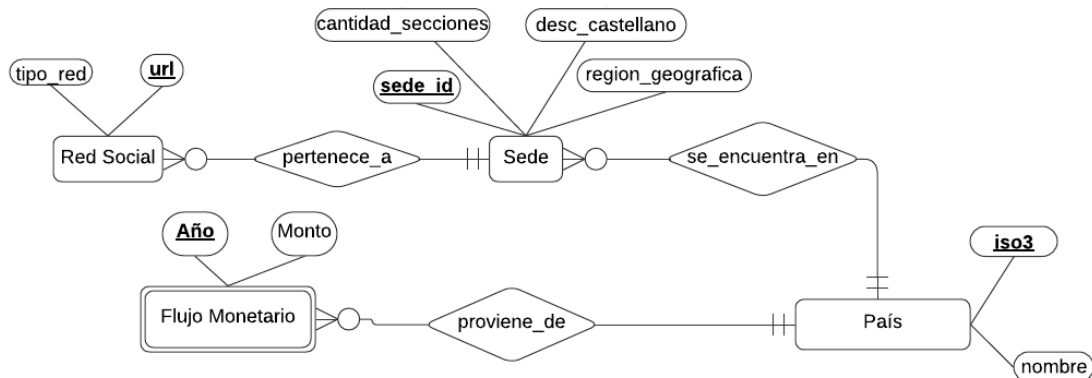 cantidad_secciones
desc_castellano
tipo_red
url
sede_id
region_geografica
Red Social
pertenece_a
Sede
se_encuentra_en
Año
Monto
iso3
Flujo Monetario
proviene_de
País
nombre